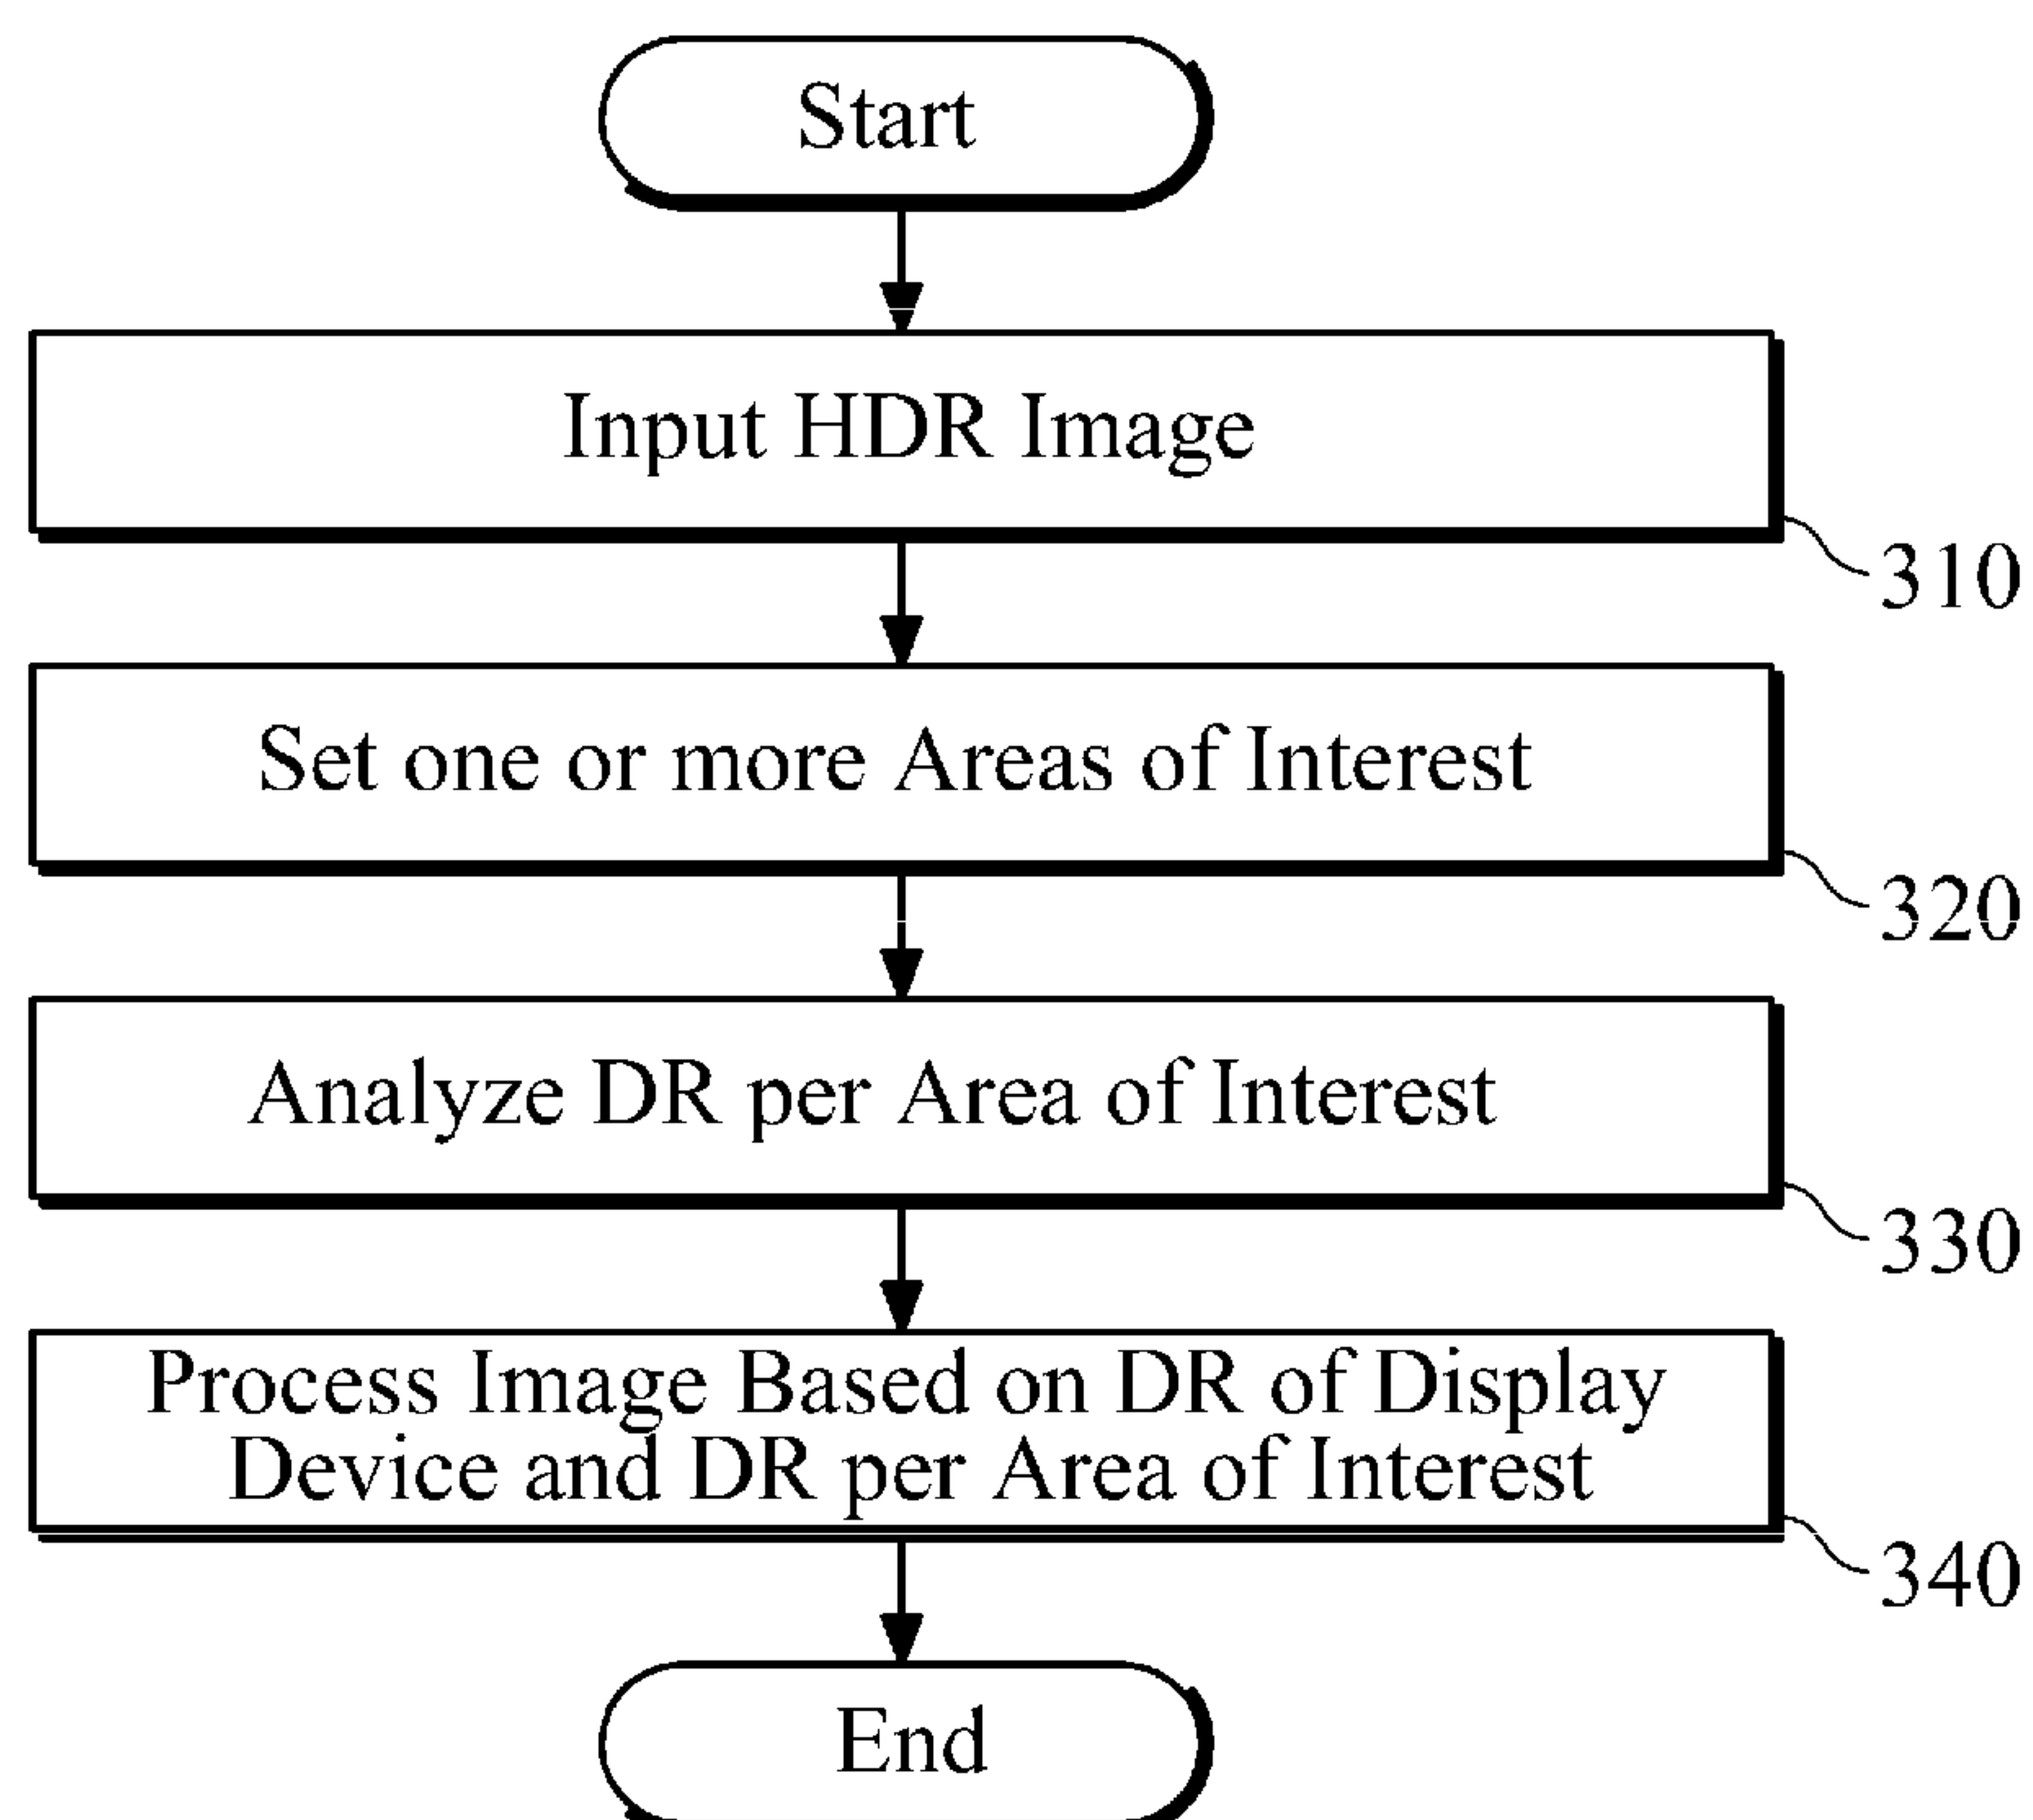 Start
Input HDR Image
310
Set one or more Areas of Interest
320
Analyze DR per Area of Interest
330
Process Image Based on DR of Display
Device and DR per Area of Interest
340
End